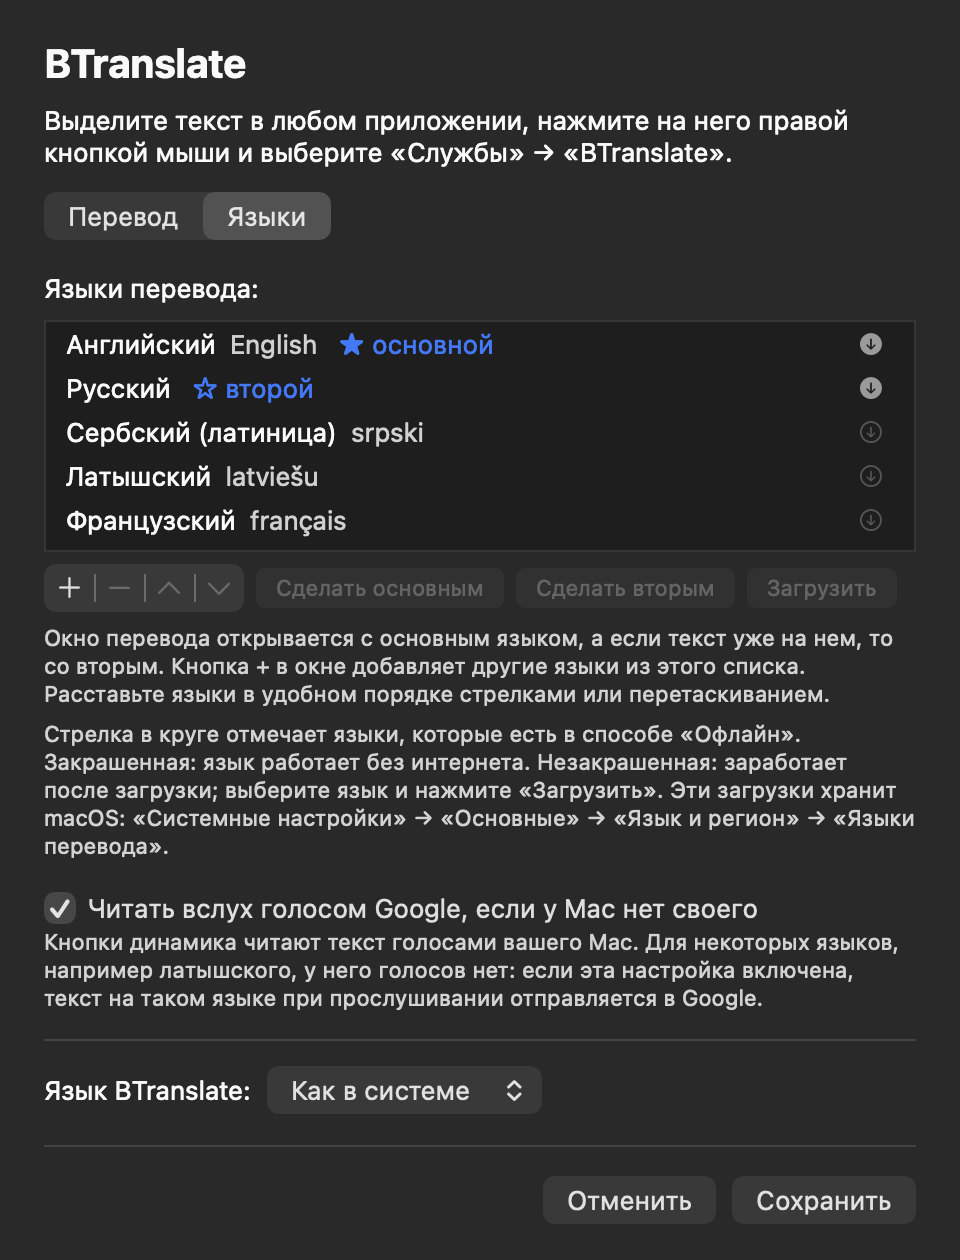 BTranslate
Выделите текст в любом приложении, нажмите на него правой
кнопкой мыши и выберите «Службы» → «BTranslate».
Перевод Языки
Языки перевода:
Английский English ★ основной
Русский ☆ второй
Сербский (латиница) srpski
Латышский latviešu
Французский français
Сделать основным Сделать вторым Загрузить
Окно перевода открывается с основным языком, а если текст уже на нем, то
со вторым. Кнопка + в окне добавляет другие языки из этого списка.
Расставьте языки в удобном порядке стрелками или перетаскиванием.
Стрелка в круге отмечает языки, которые есть в способе «Офлайн».
Закрашенная: язык работает без интернета. Незакрашенная: заработает
после загрузки; выберите язык и нажмите «Загрузить». Эти загрузки хранит
macOS: «Системные настройки» → «Основные» → «Язык и регион» → «Языки
перевода».
Читать вслух голосом Google, если у Mac нет своего
Кнопки динамика читают текст голосами вашего Mac. Для некоторых языков,
например латышского, у него голосов нет: если эта настройка включена,
текст на таком языке при прослушивании отправляется в Google.
Язык BTranslate: Как в системе
Отменить Сохранить